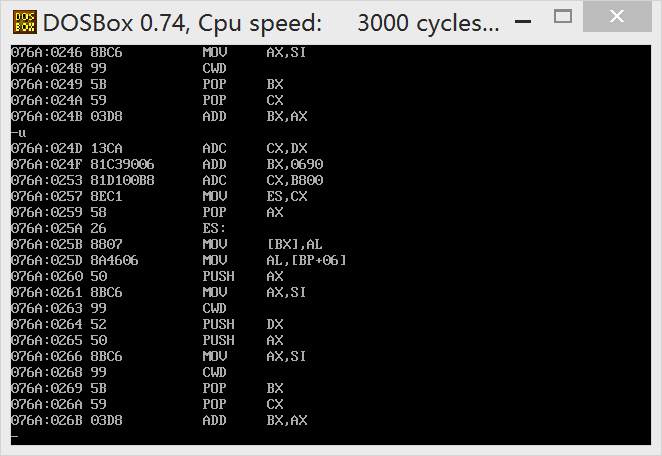 DOSBox 0.74, Cpu speed: 3000 cycles...
076A:0246 8BC6 MOV AX,SI
076A:0248 99 CWD
076A:0249 5B POP BX
076A:024A 59 POP CX
076A:024B 03D8 ADD BX,AX
-u
076A:024D 13CA ADC CX,DX
076A:024F 81C39006 ADD BX,0690
076A:0253 81D100B8 ADC CX,B800
076A:0257 8EC1 MOV ES,CX
076A:0259 58 POP AX
076A:025A 26 ES:
076A:025B 8807 MOV [BX],AL
076A:025D 8A4606 MOV AL,[BP+06]
076A:0260 50 PUSH AX
076A:0261 8BC6 MOV AX,SI
076A:0263 99 CWD
076A:0264 52 PUSH DX
076A:0265 50 PUSH AX
076A:0266 8BC6 MOV AX,SI
076A:0268 99 CWD
076A:0269 5B POP BX
076A:026A 59 POP CX
076A:026B 03D8 ADD BX,AX
-